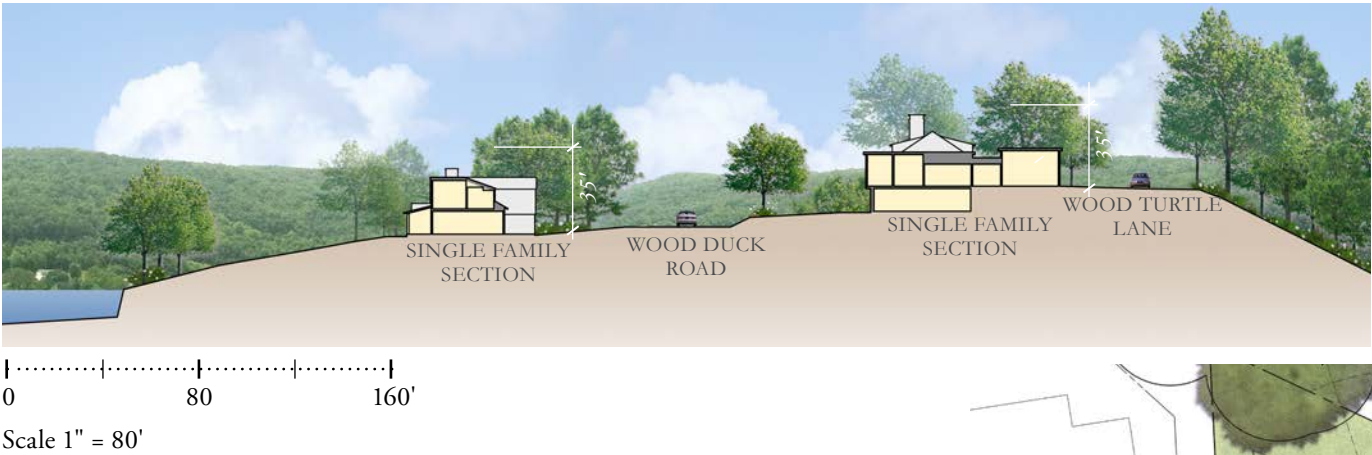 35'
35'
SINGLE FAMILY
SECTION
WOOD DUCK
ROAD
SINGLE FAMILY
SECTION
WOOD TURTLE
LANE
0 80 160'
Scale 1" = 80'